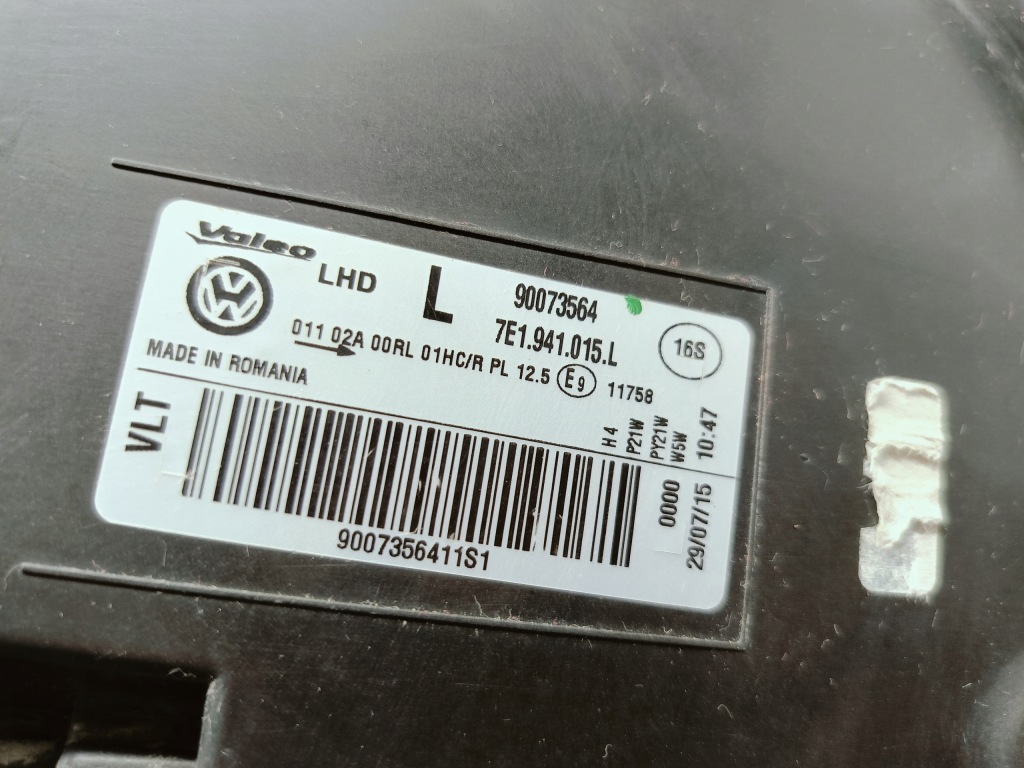 Valeo
VW
LHD L 90073564
7E1.941.015.L
16S
011 02A 00RL 01HC/R PL 12.5 E9 11758
MADE IN ROMANIA
VLT
H4
P21W
PY21W
W5W
10:47
0000
29/07/15
9007356411S1